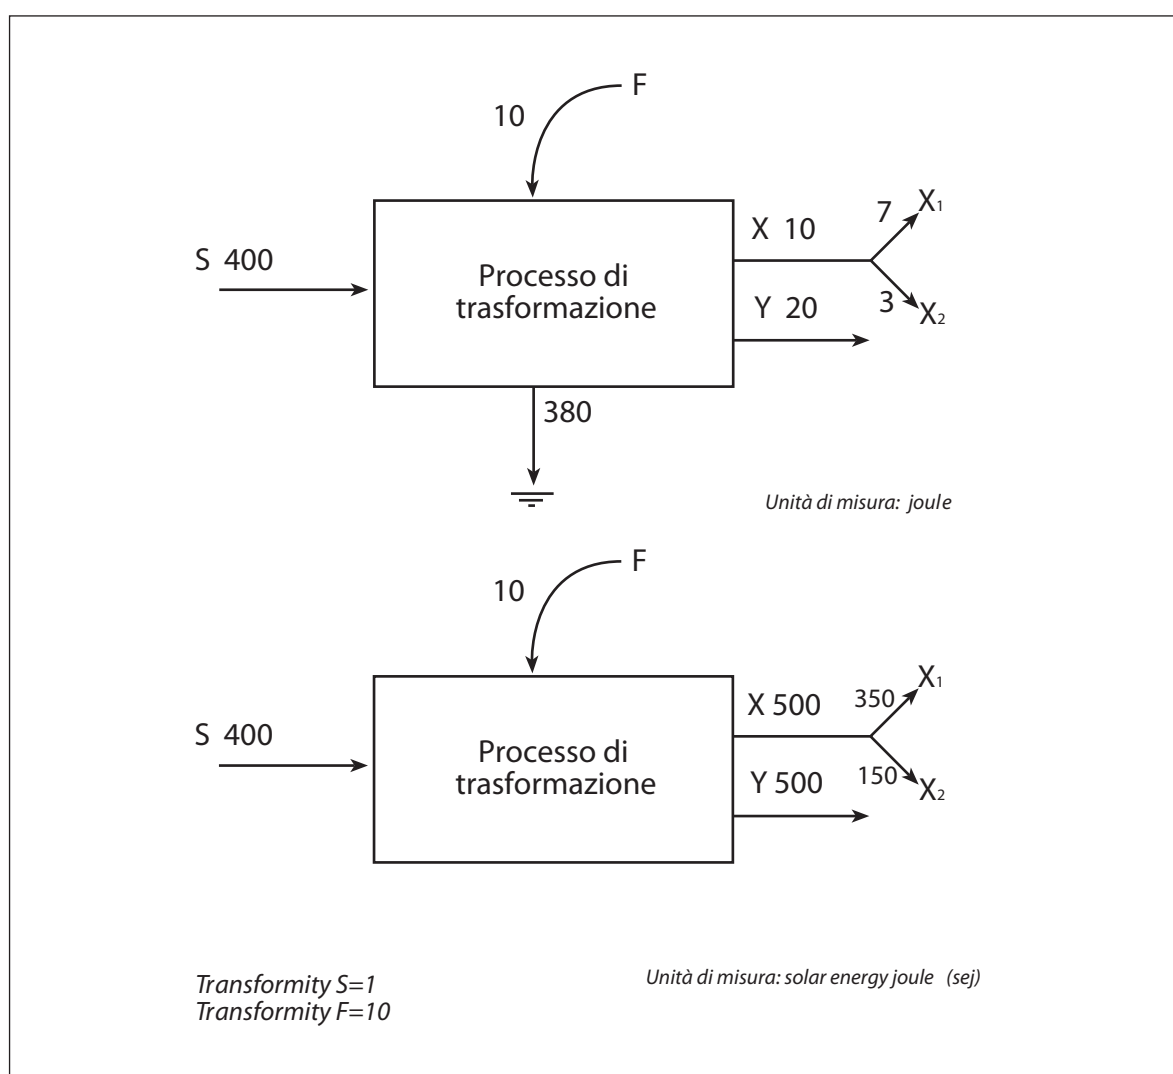 F
10
7 X1
X 10
S 400
Processo di
trasformazione
Y 20
3 X2
380
Unità di misura: joule
F
10
X1
X 500 350
S 400
Processo di
trasformazione
Y 500 150 X2
Transformity S=1
Transformity F=10
Unità di misura: solar energy joule (sej)